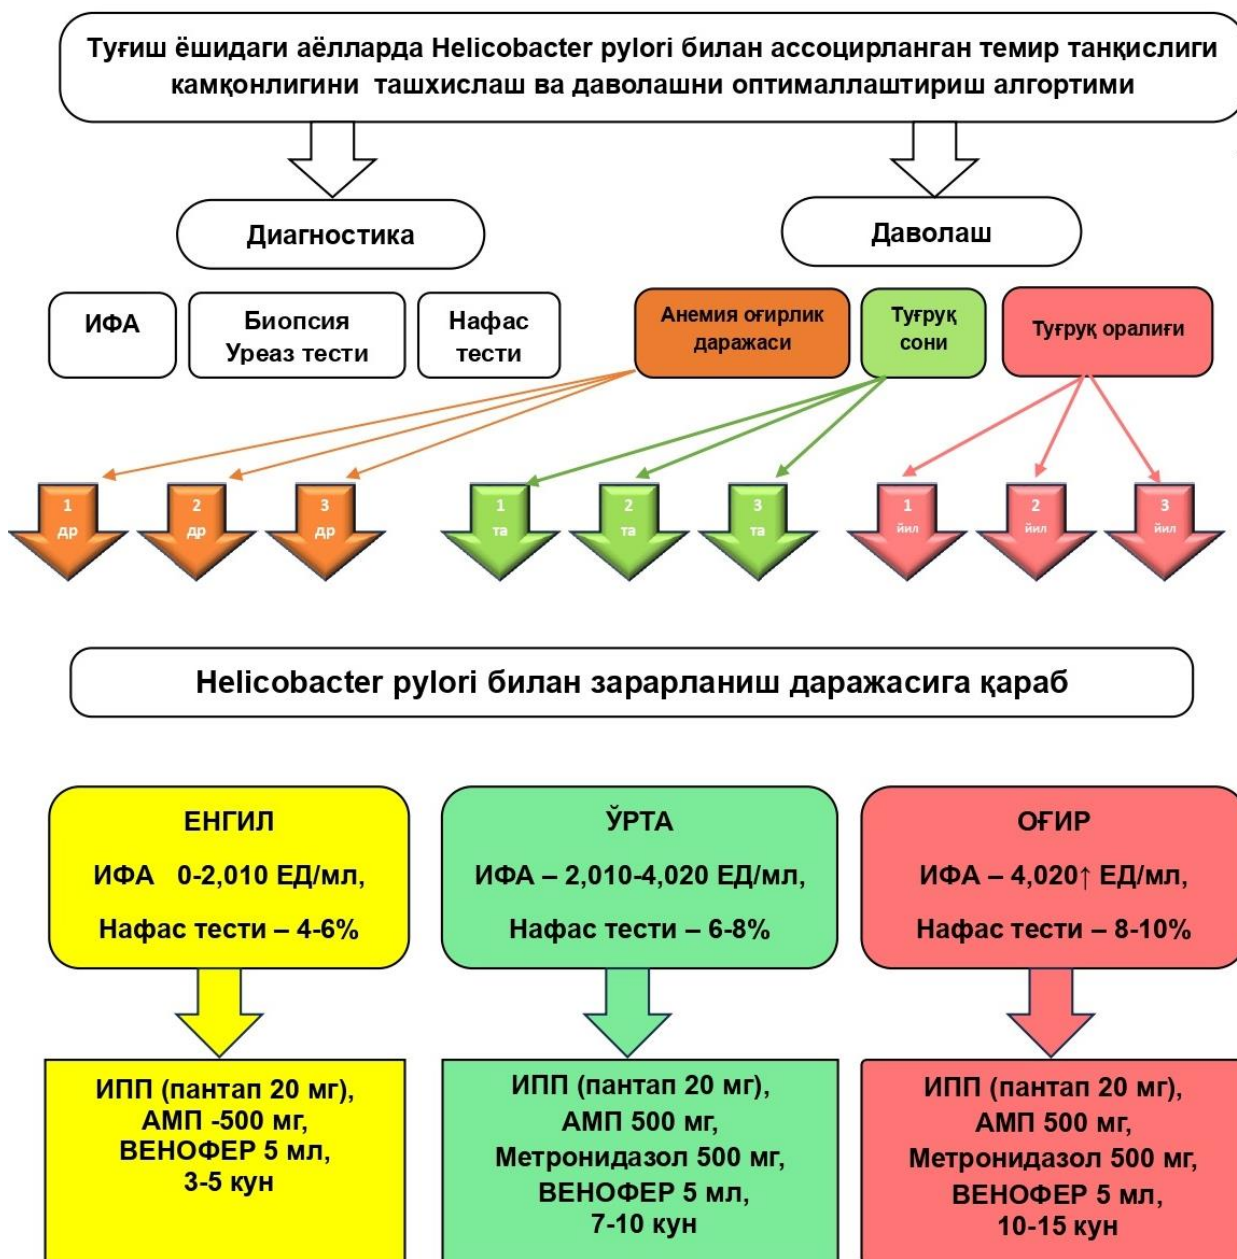 Туғиш ёшидаги аёлларда Helicobacter pylori билан ассоцирланган темир танқислиги
камқонлигини ташхислаш ва даволашни оптималлаштириш алгортими
Диагностика
Даволаш
ИФА
Биопсия
Уреаз тести
Нафас
тести
Анемия оғирлик
даражаси
Туғруқ
сони
Туғруқ оралиғи
1
др
2
др
3
др
1
та
2
та
3
та
1
йил
2
йил
3
йил
Helicobacter pylori билан зарарланиш даражасига қараб
ЕНГИЛ
ИФА 0-2,010 ЕД/мл,
Нафас тести – 4-6%
ЎРТА
ИФА – 2,010-4,020 ЕД/мл,
Нафас тести – 6-8%
ОҒИР
ИФА – 4,020↑ ЕД/мл,
Нафас тести – 8-10%
ИПП (пантап 20 мг),
АМП -500 мг,
ВЕНОФЕР 5 мл,
3-5 кун
ИПП (пантап 20 мг),
АМП 500 мг,
Метронидазол 500 мг,
ВЕНОФЕР 5 мл,
7-10 кун
ИПП (пантап 20 мг),
АМП 500 мг,
Метронидазол 500 мг,
ВЕНОФЕР 5 мл,
10-15 кун